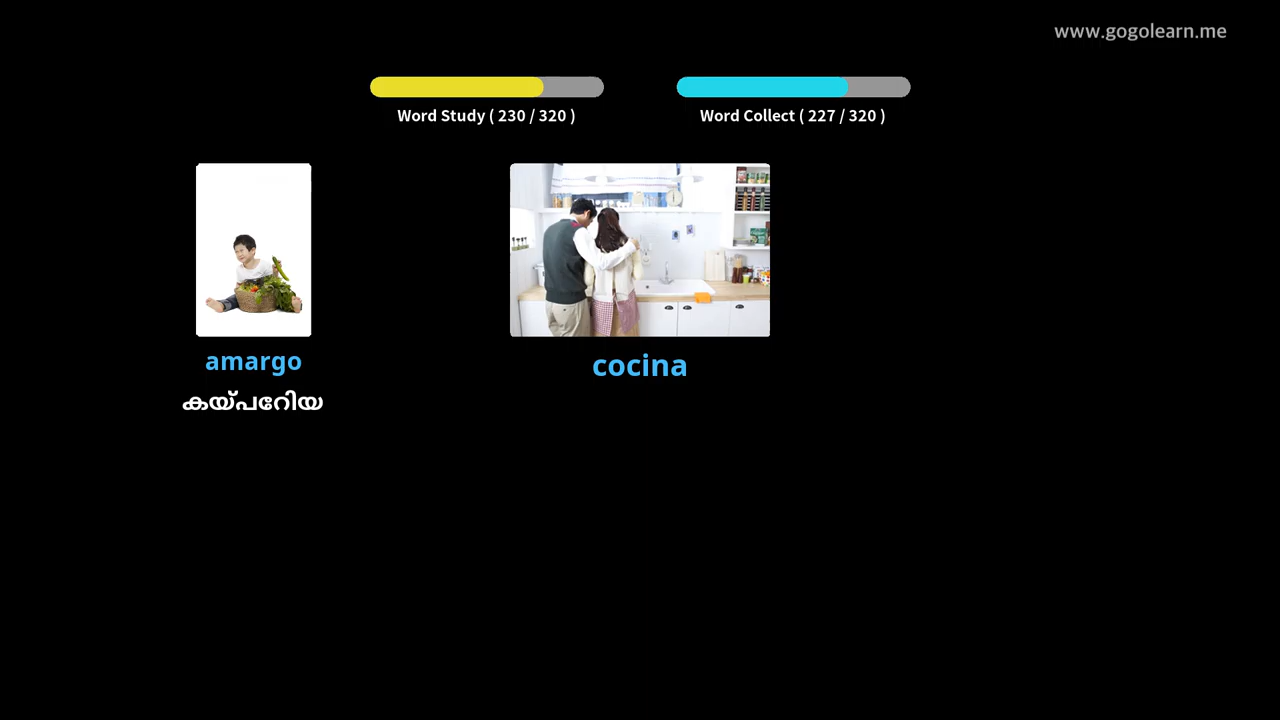 www.gogolearn.me
Word Study ( 230 / 320 )
Word Collect ( 227 / 320 )
amargo
കയ്പറേിയ
cocina